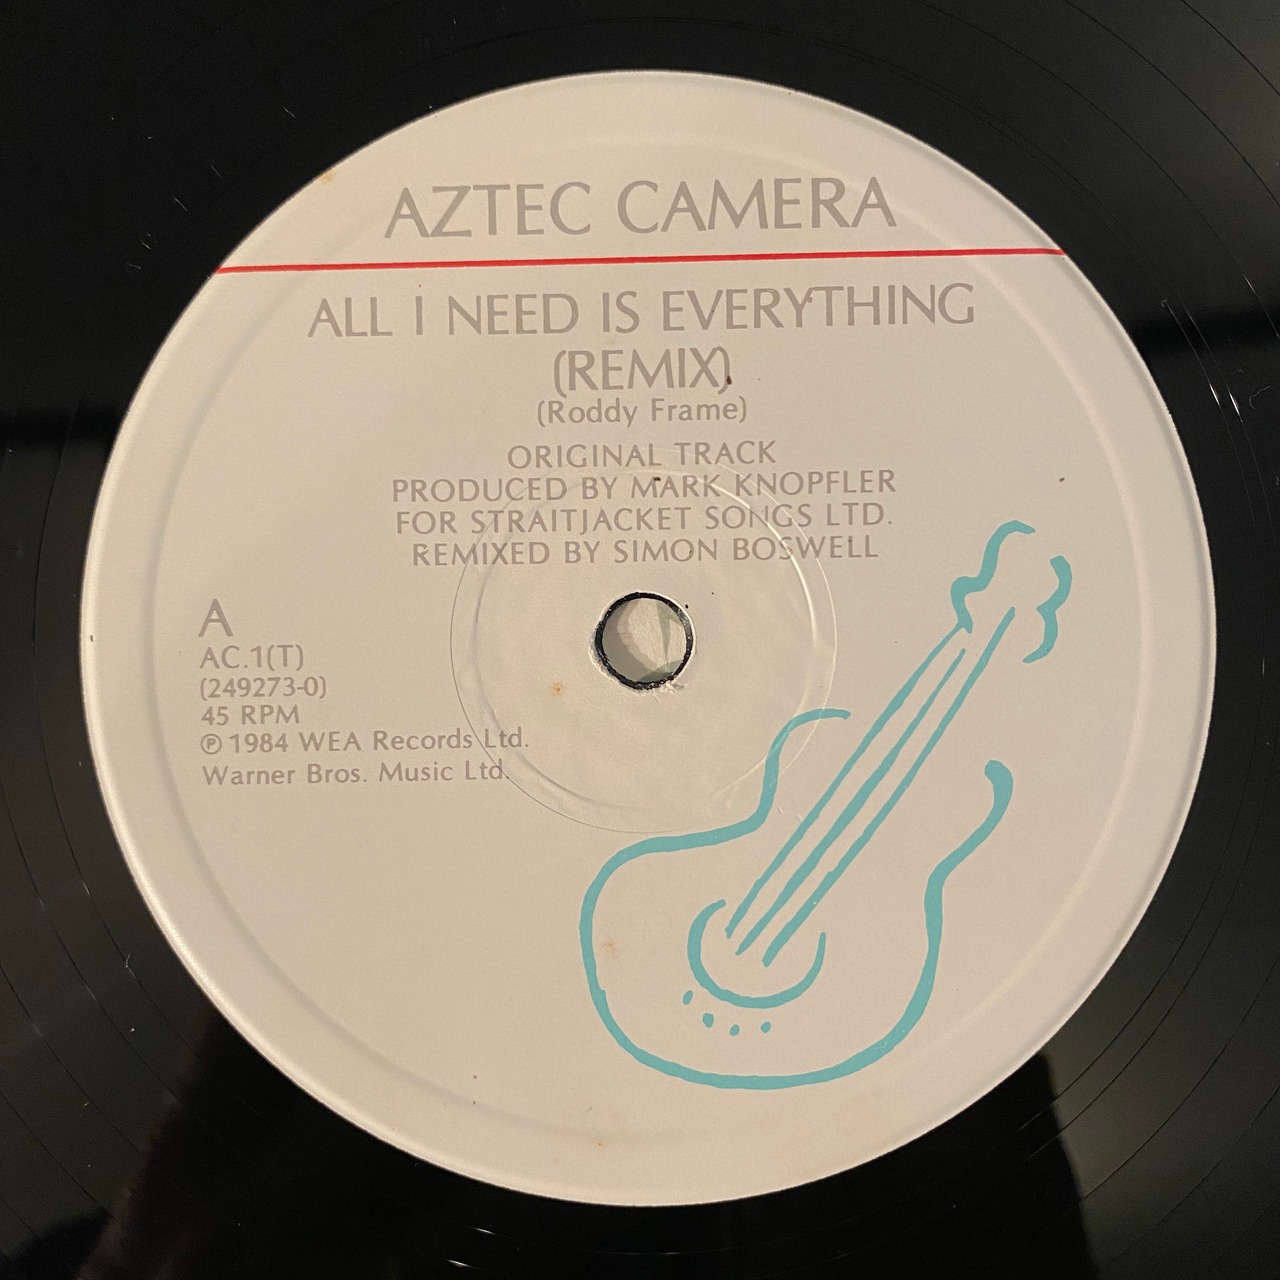 AZTEC CAMERA
ALL I NEED IS EVERYTHING
(REMIX)
(Roddy Frame)
ORIGINAL TRACK
PRODUCED BY MARK KNOPFLER
FOR STRAITJACKET SONGS LTD.
REMIXED BY SIMON BOSWELL
A
AC.1(T)
(249273-0)
45 RPM
℗ 1984 WEA Records Ltd.
Warner Bros. Music Ltd.